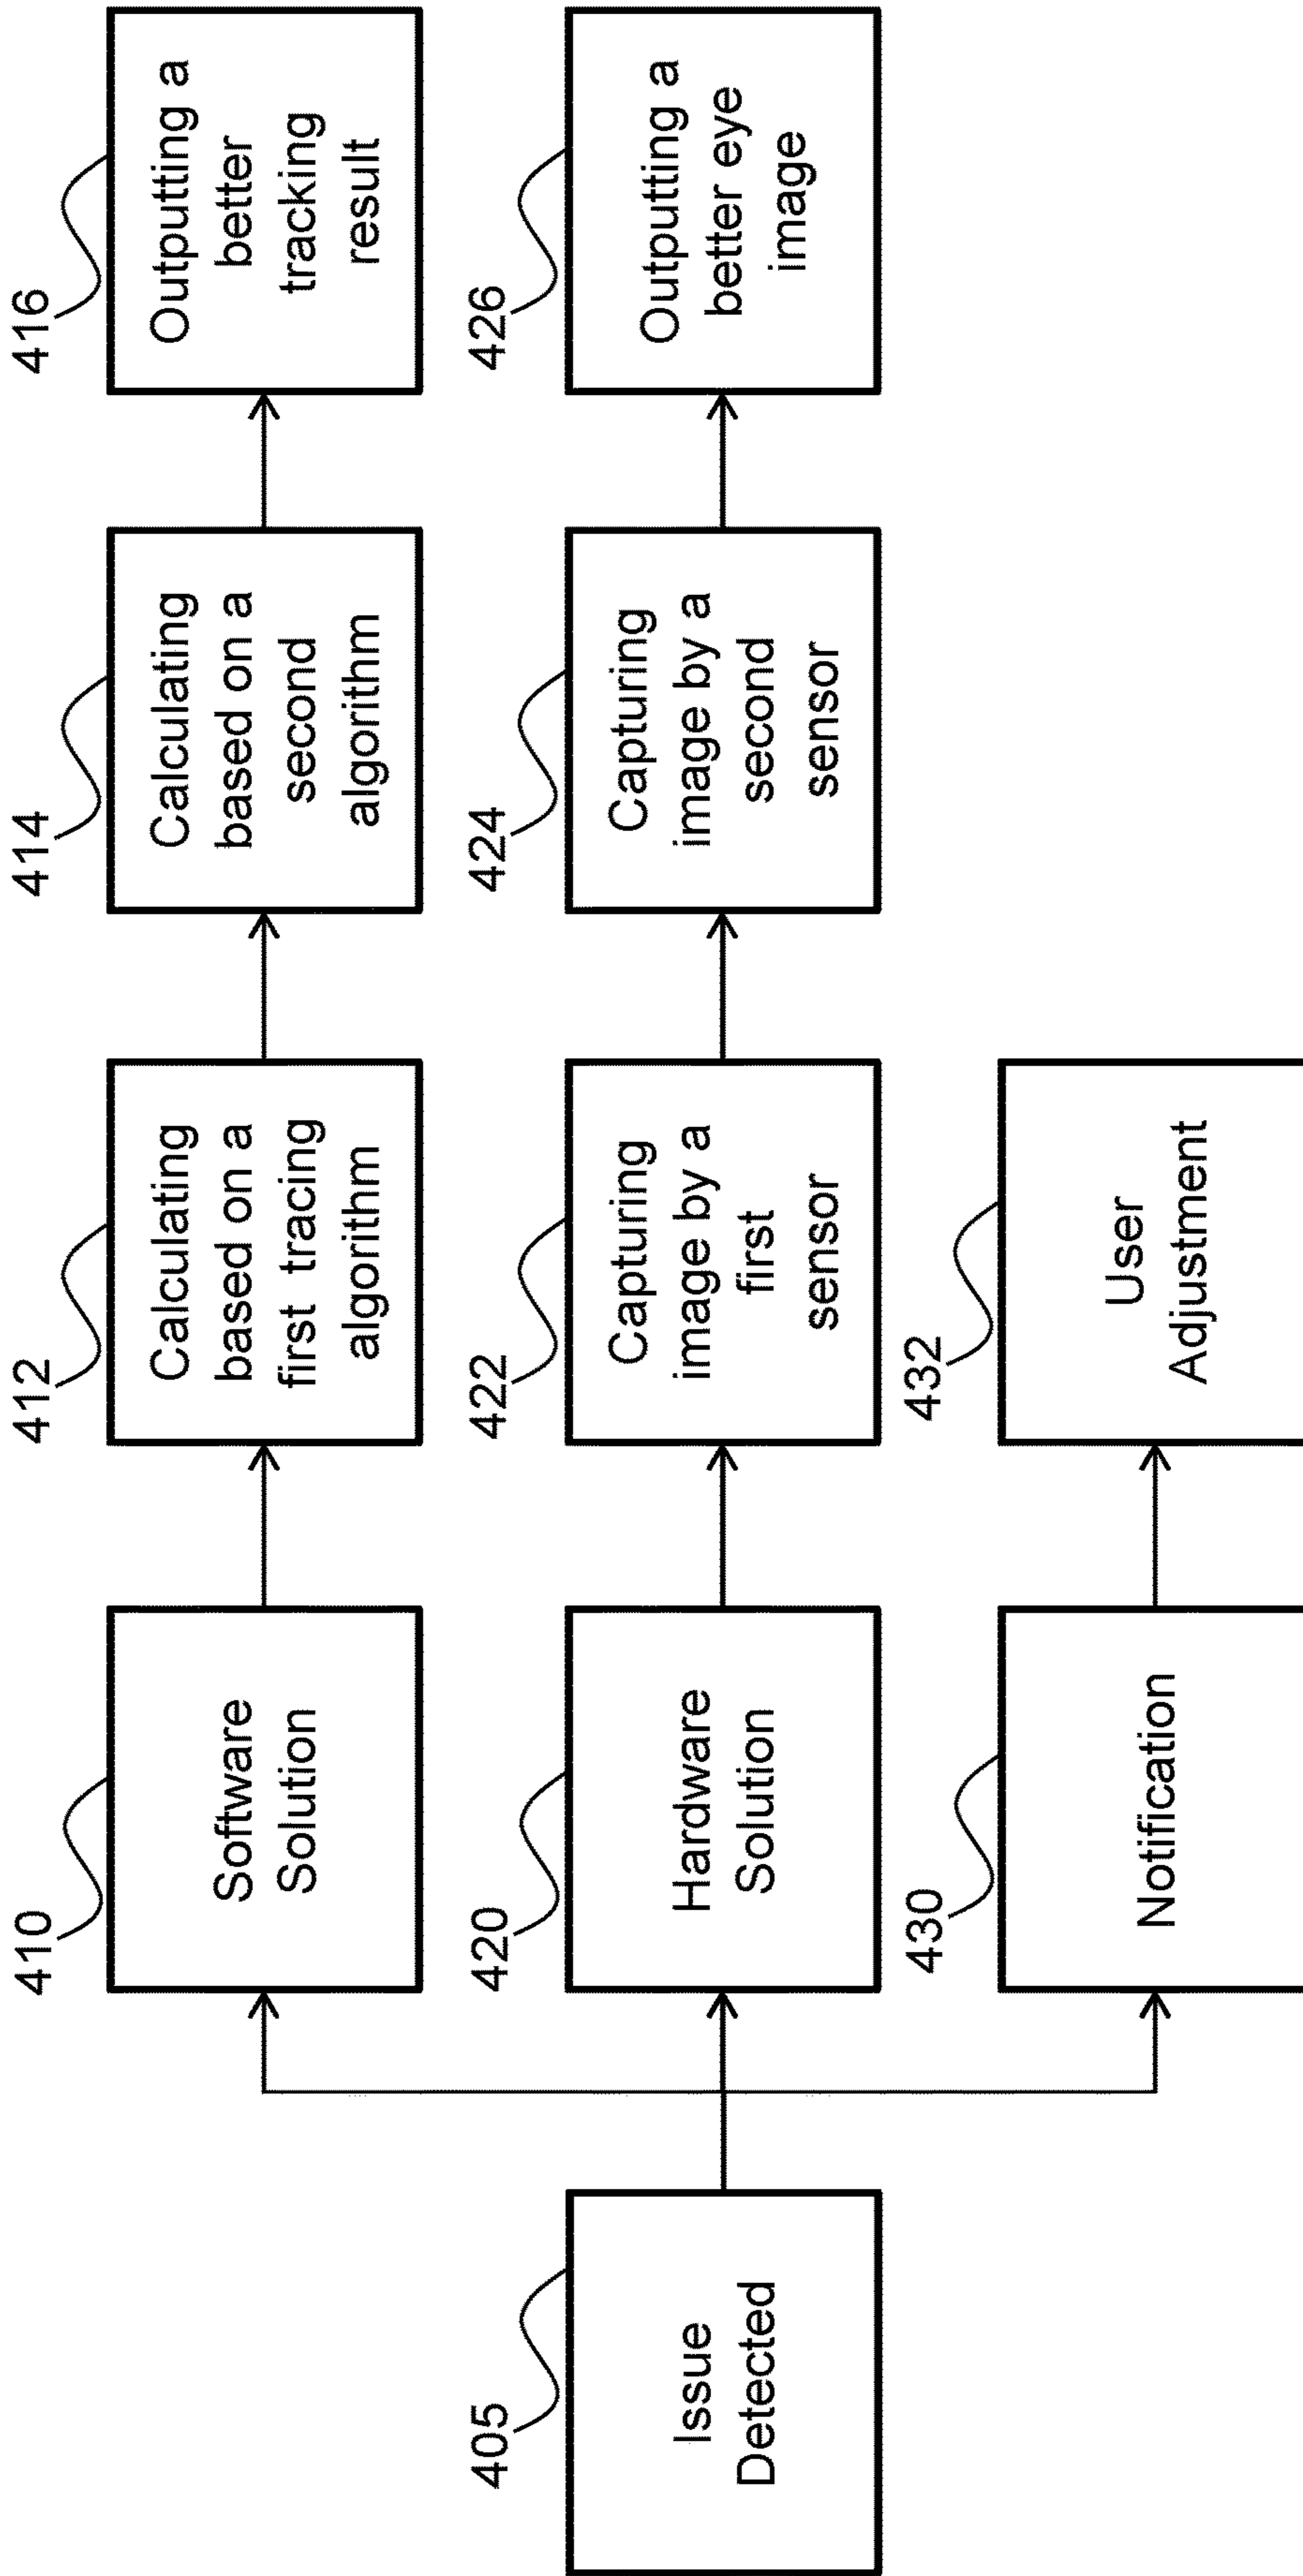 405
Issue
Detected
410
Software
Solution
412
Calculating
based on a
first tracing
algorithm
414
Calculating
based on a
second
algorithm
416
Outputting a
better
tracking
result
420
Hardware
Solution
422
Capturing
image by a
first
sensor
424
Capturing
image by a
second
sensor
426
Outputting a
better eye
image
430
Notification
432
User
Adjustment